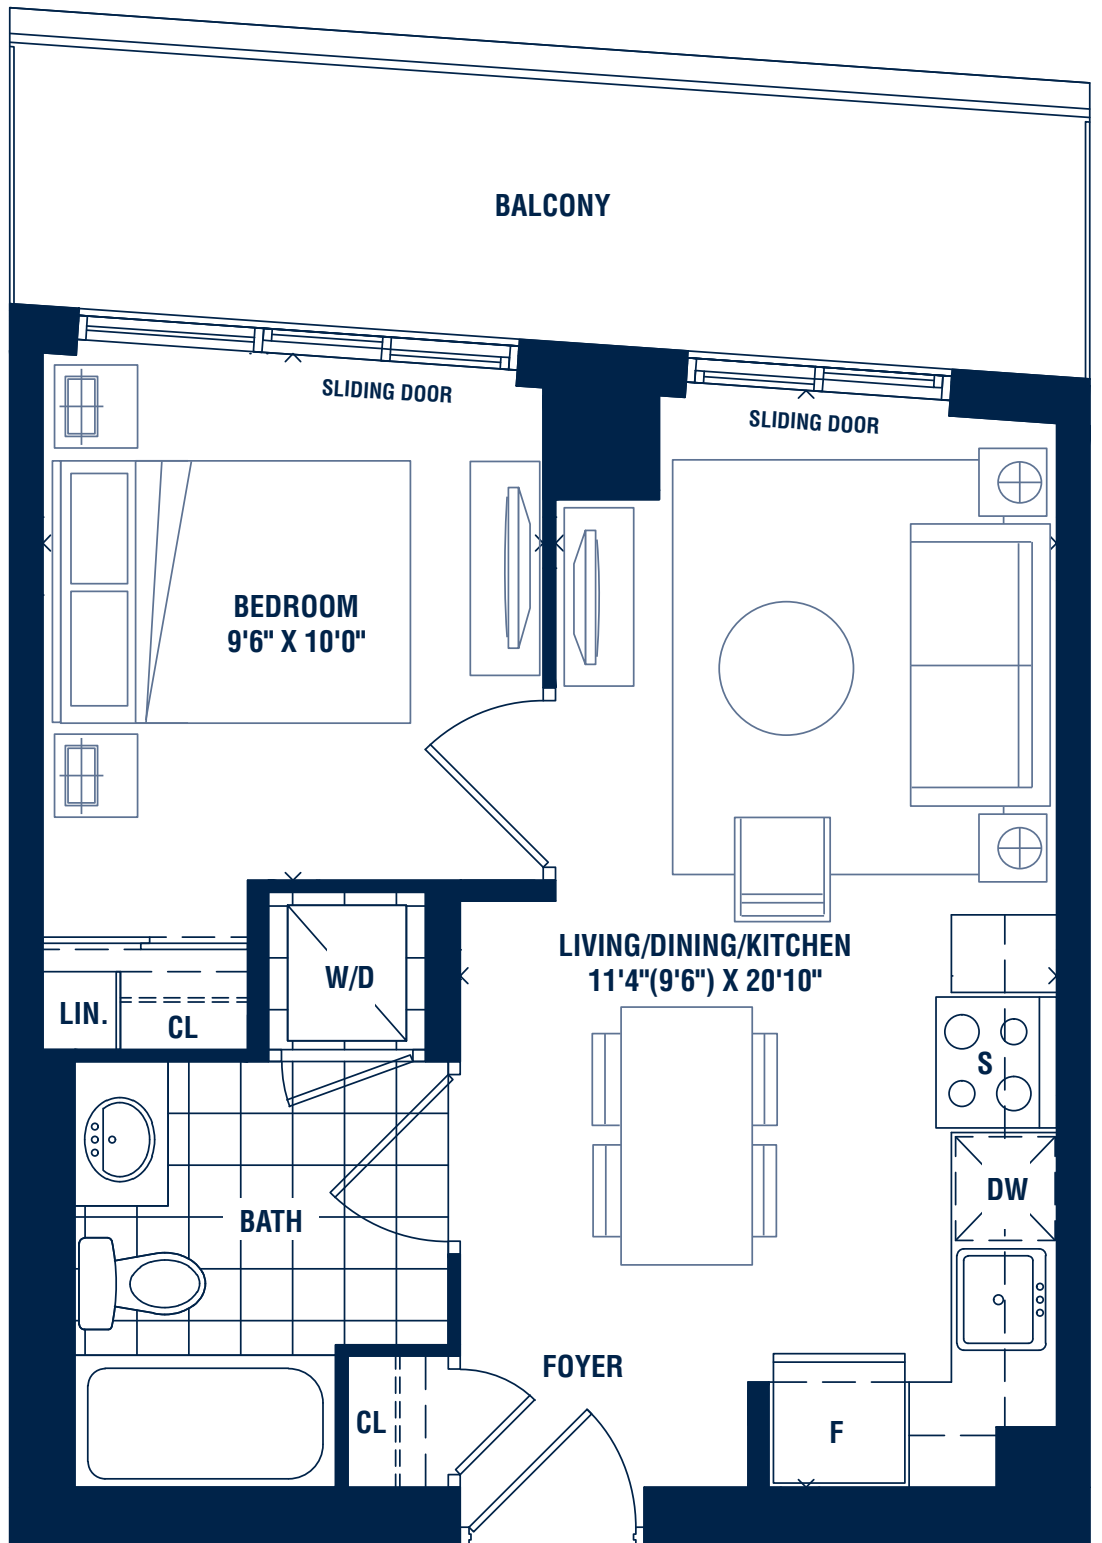 BALCONY
SLIDING DOOR
SLIDING DOOR
BEDROOM
9'6" X 10'0"
LIVING/DINING/KITCHEN
11'4"(9'6") X 20'10"
W/D
LIN.
CL
S
DW
BATH
FOYER
CL
F